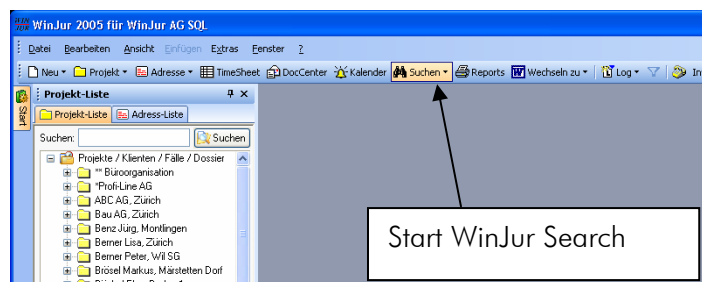 WinJur 2005 für WinJur AG SQL
Datei Bearbeiten Ansicht Einfügen Extras Fenster ?
Neu Projekt Adresse TimeSheet DocCenter Kalender Suchen Reports Wechseln zu Log In
Start
Projekt-Liste
Projekt-Liste Adress-Liste
Suchen: Suchen
Projekte / Klienten / Fälle / Dossier
** Büroorganisation
*Profi-Line AG
ABC AG, Zürich
Bau AG, Zürich
Benz Jürg, Montlingen
Berner Lisa, Zürich
Berner Peter, Wil SG
Brösel Markus, Märstetten Dorf
Start WinJur Search